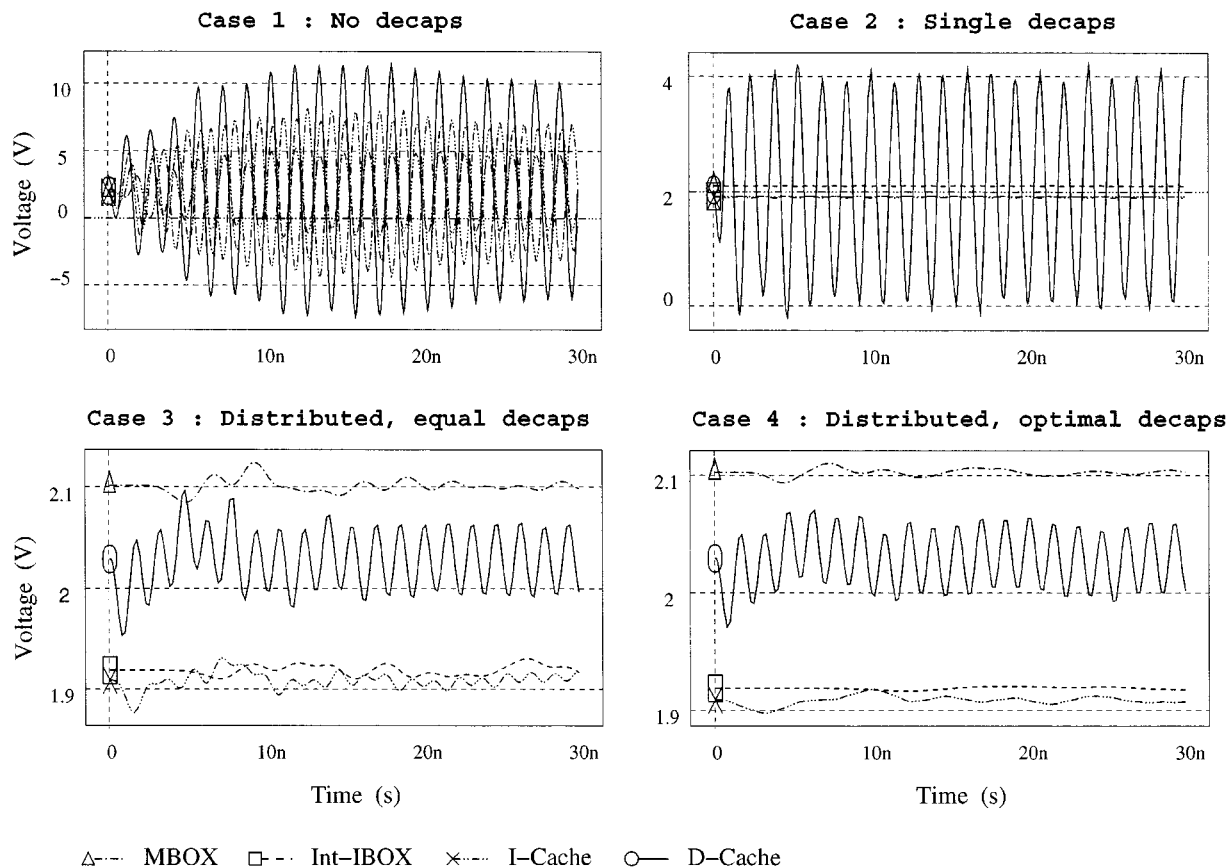 Case 1 : No decaps
Case 2 : Single decaps
Voltage (V)
10
5
0
−5
0 10n 20n 30n
4
2
0
0 10n 20n 30n
Case 3 : Distributed, equal decaps
Case 4 : Distributed, optimal decaps
Voltage (V)
2.1
2
1.9
0 10n 20n 30n
Time (s)
2.1
2
1.9
0 10n 20n 30n
Time (s)
MBOX Int−IBOX I−Cache D−Cache